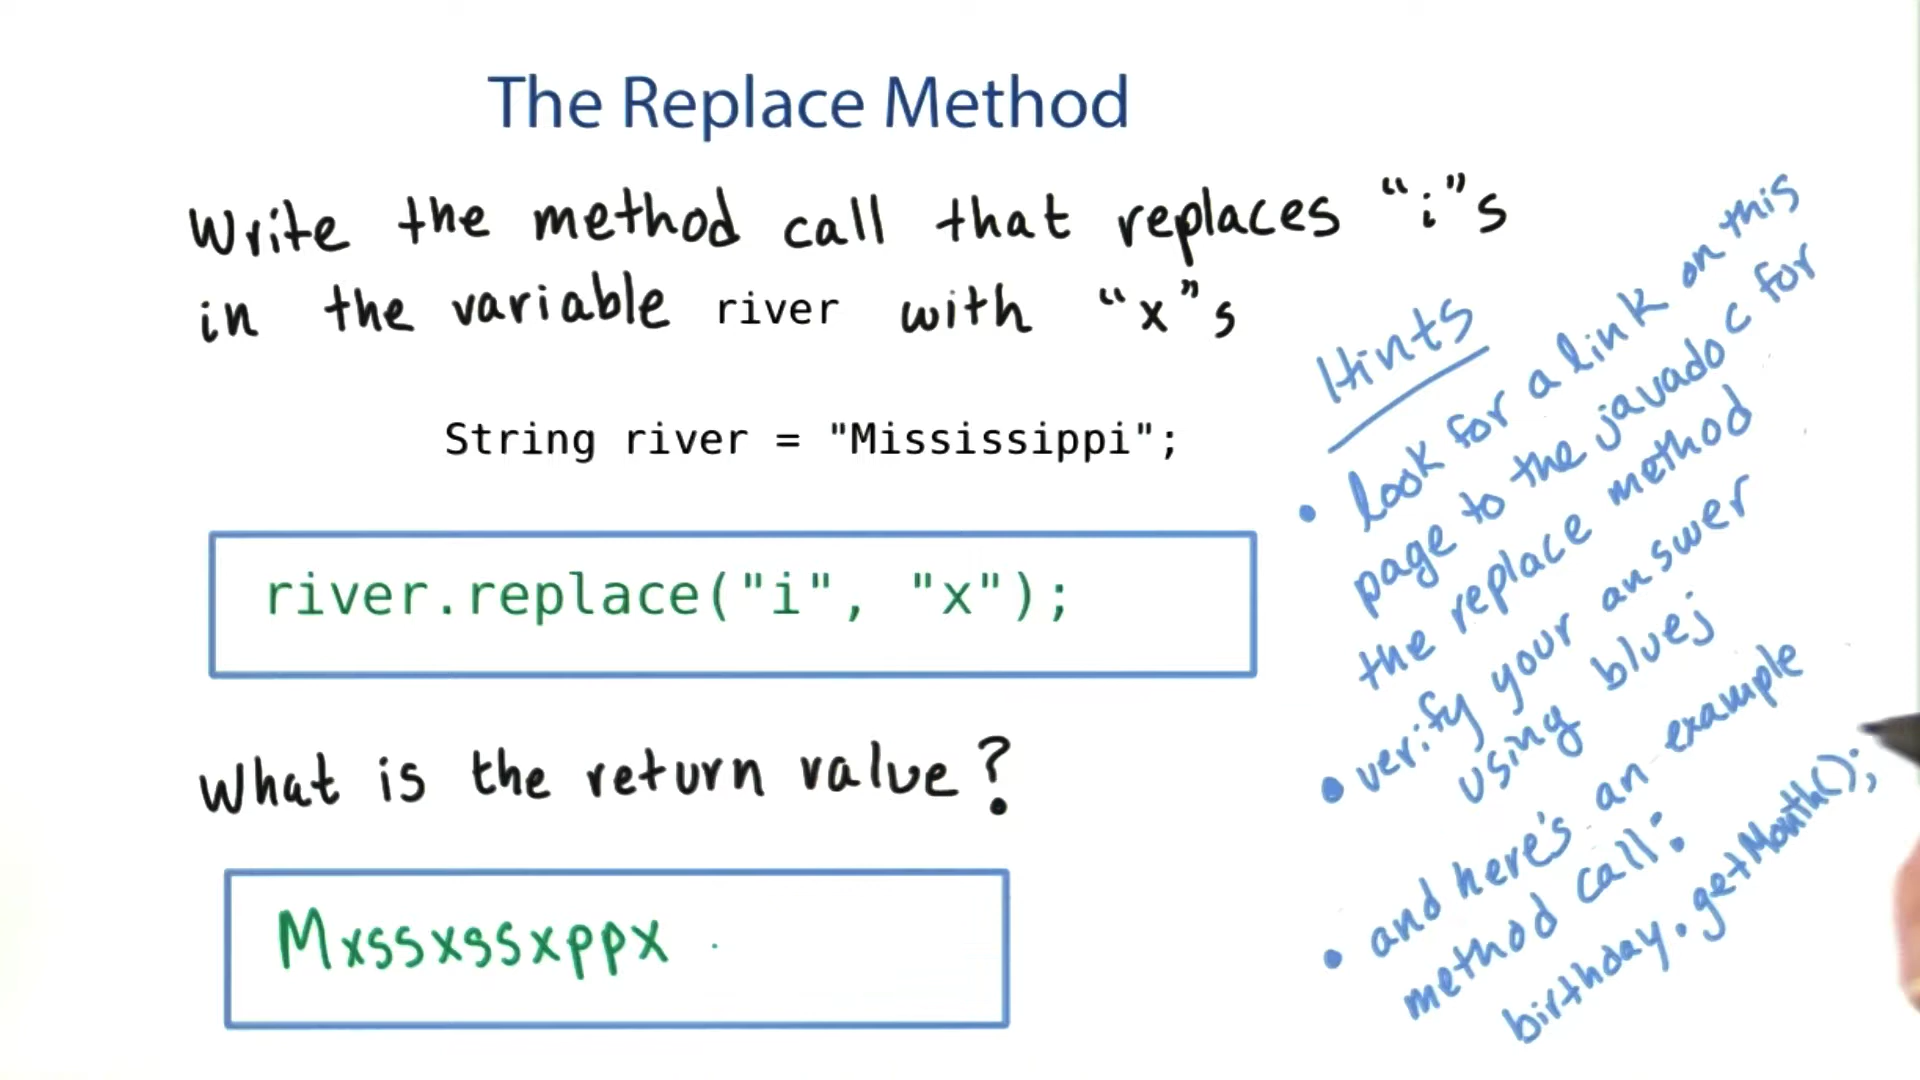 The Replace Method
Write the method call that replaces “i”s
in the variable river with “x”s
String river = "Mississippi";
river.replace("i", "x");
What is the return value?
Mxssxssxppx
Hints
• look for a link on this
page to the javadoc for
the replace method
• verify your answer
using bluej
• and here's an example
method call:
birthday.getMonth();